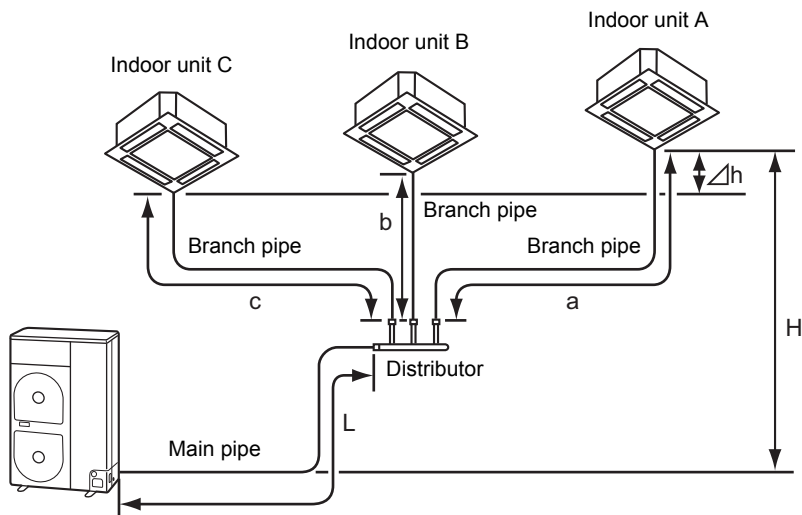 Indoor unit A
Indoor unit B
Indoor unit C
⊿h
Branch pipe
b
Branch pipe
Branch pipe
c
a
H
Distributor
L
Main pipe